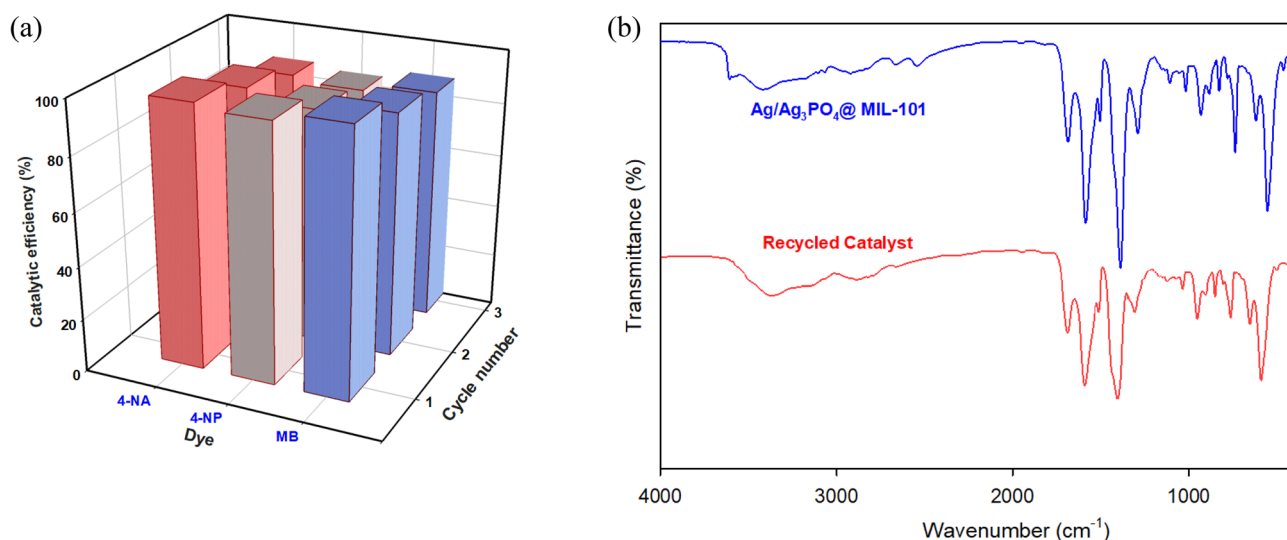 (a)
100
80
60
40
20
0
Catalytic efficiency (%)
4-NA
4-NP
MB
Dye
1
2
3
Cycle number
(b)
Ag/Ag₃PO₄@ MIL-101
Recycled Catalyst
Transmittance (%)
4000
3000
2000
1000
Wavenumber (cm⁻¹)